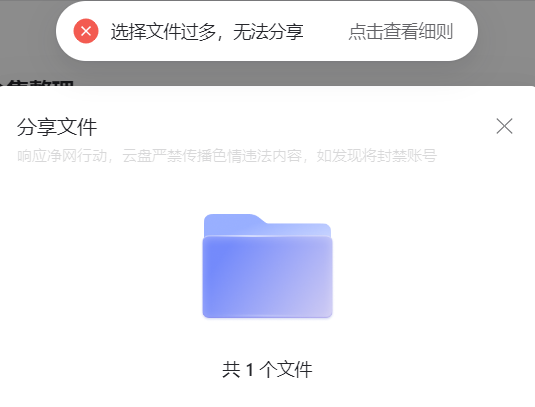 选择文件过多，无法分享 点击查看细则
分享文件
响应净网行动，云盘严禁传播色情违法内容，如发现将封禁账号
共 1 个文件